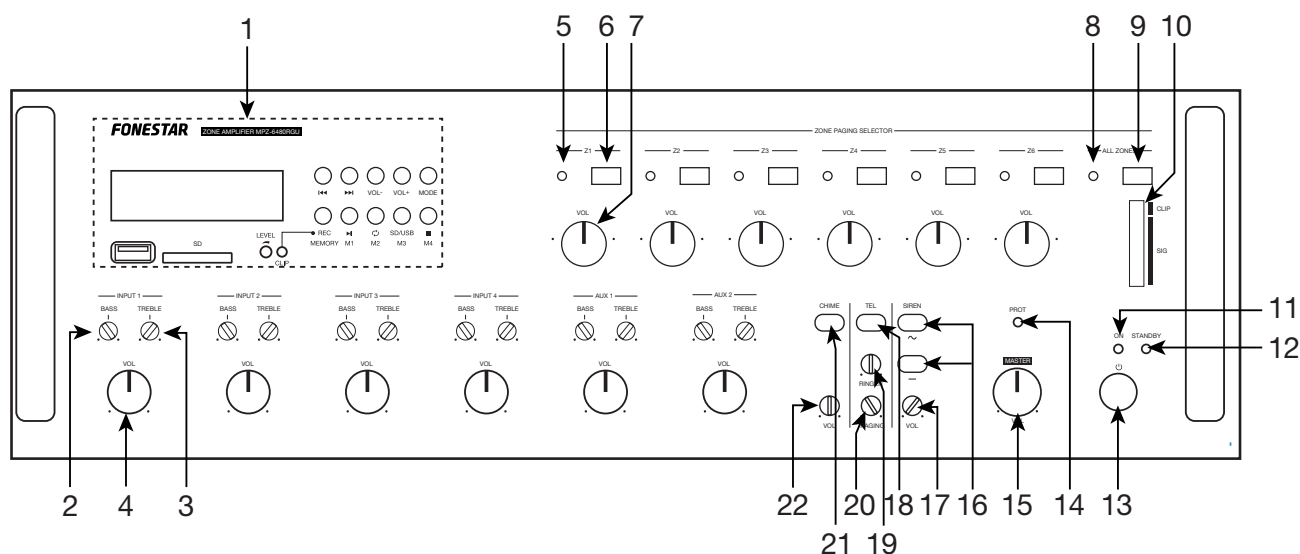 1
5 6 7 8 9 10
FONESTAR ZONE AMPLIFIER MPZ-6480RGU
ZONE PAGING SELECTOR
Z1 Z2 Z3 Z4 Z5 Z6 ALL ZONE
VOL- VOL+ MODE
LEVEL REC SD/USB
SD MEMORY M1 M2 M3 M4
CLIP
VOL VOL VOL VOL VOL VOL
CLIP
SIG
INPUT 1 INPUT 2 INPUT 3 INPUT 4 AUX 1 AUX 2
BASS TREBLE BASS TREBLE BASS TREBLE BASS TREBLE BASS TREBLE BASS TREBLE
CHIME TEL SIREN
PROT
ON STANDBY
11
12
VOL VOL VOL VOL VOL VOL
MASTER
VOL VOL
2 4 3
22 20 18 17 16 15 14 13
21 19